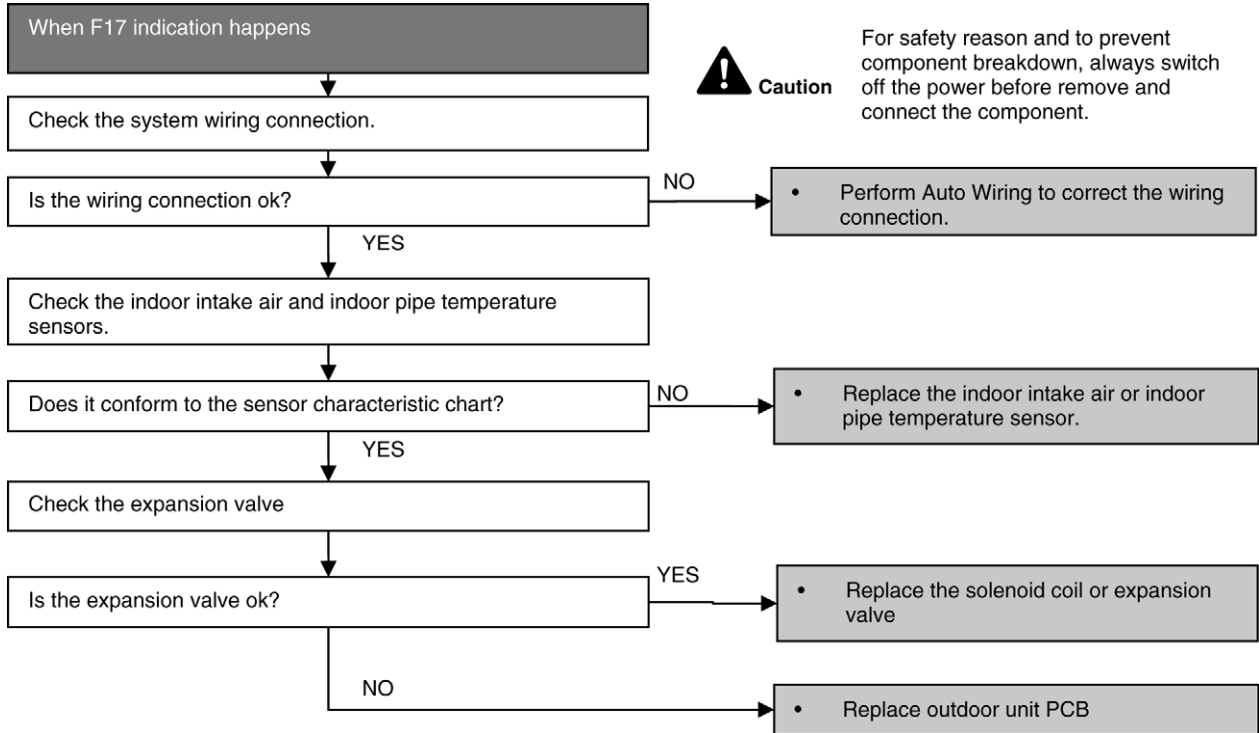 When F17 indication happens
Caution
For safety reason and to prevent
component breakdown, always switch
off the power before remove and
connect the component.
Check the system wiring connection.
Is the wiring connection ok?
NO
• Perform Auto Wiring to correct the wiring
connection.
YES
Check the indoor intake air and indoor pipe temperature
sensors.
Does it conform to the sensor characteristic chart?
NO
• Replace the indoor intake air or indoor
pipe temperature sensor.
YES
Check the expansion valve
Is the expansion valve ok?
YES
• Replace the solenoid coil or expansion
valve
NO
• Replace outdoor unit PCB